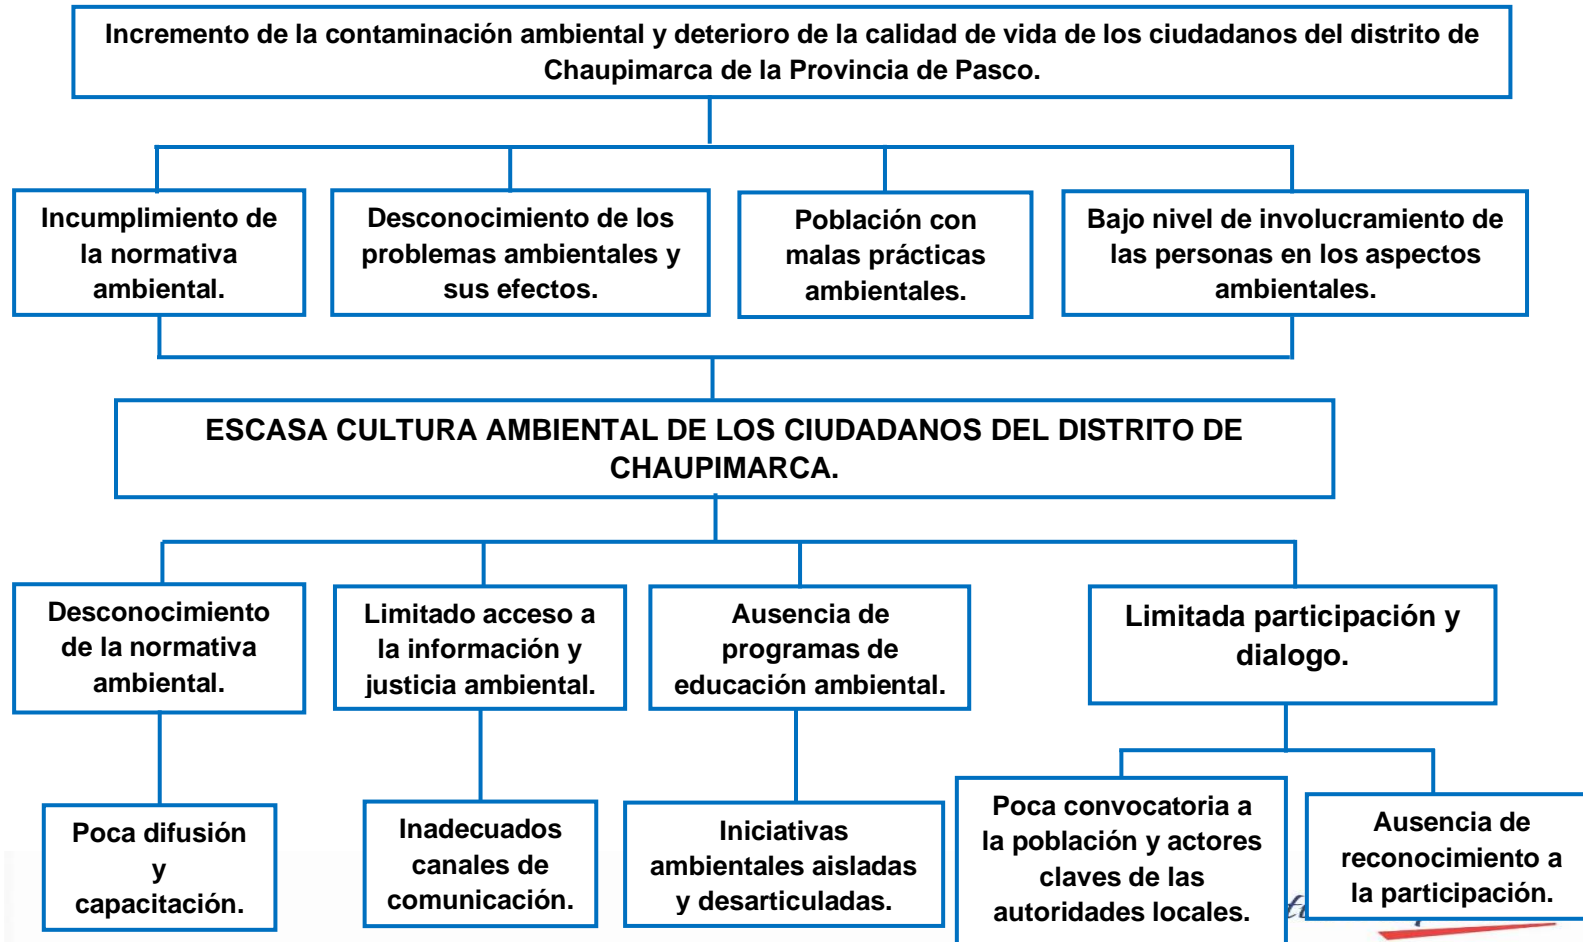 Incremento de la contaminación ambiental y deterioro de la calidad de vida de los ciudadanos del distrito de
Chaupimarca de la Provincia de Pasco.
Incumplimiento de
la normativa
ambiental.
Desconocimiento de los
problemas ambientales y
sus efectos.
Población con
malas prácticas
ambientales.
Bajo nivel de involucramiento de
las personas en los aspectos
ambientales.
ESCASA CULTURA AMBIENTAL DE LOS CIUDADANOS DEL DISTRITO DE
CHAUPIMARCA.
Desconocimiento
de la normativa
ambiental.
Limitado acceso a
la información y
justicia ambiental.
Ausencia de
programas de
educación ambiental.
Limitada participación y
dialogo.
Poca difusión
y
capacitación.
Inadecuados
canales de
comunicación.
Iniciativas
ambientales aisladas
y desarticuladas.
Poca convocatoria a
la población y actores
claves de las
autoridades locales.
Ausencia de
reconocimiento a
la participación.